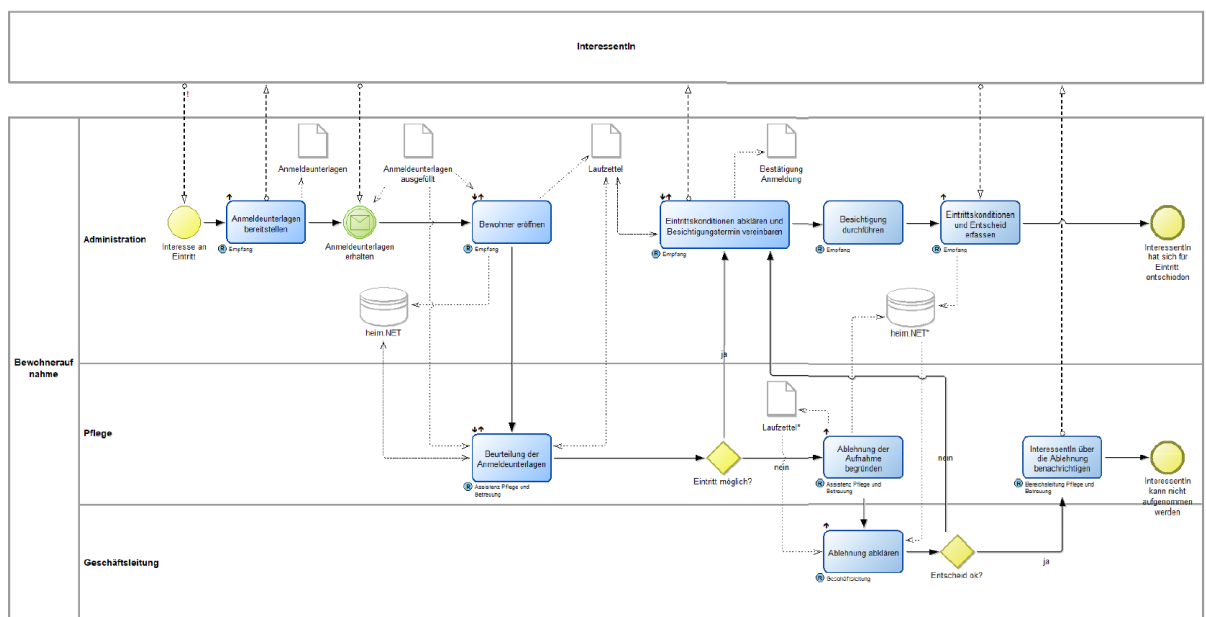 InteressentIn
!
Bewohnerauf
nahme
Administration
Interesse an
Eintritt
Anmeldeunterlagen
bereitstellen
R Empfang
Anmeldeunterlagen
Anmeldeunterlagen
ausgefüllt
Anmeldeunterlagen
erhalten
Bewohner eröffnen
R Empfang
Laufzettel
Eintrittskonditionen abklären und
Besichtigungstermin vereinbaren
R Empfang
Bestätigung
Anmeldung
Besichtigung
durchführen
R Empfang
Eintrittskonditionen
und Entscheid
erfassen
R Empfang
InteressentIn
hat sich für
Eintritt
entschieden
heim.NET
heim.NET*
ja
Pflege
Beurteilung der
Anmeldeunterlagen
R Assistenz Pflege und
Betreuung
Eintritt möglich?
nein
Laufzettel*
Ablehnung der
Aufnahme
begründen
R Assistenz Pflege und
Betreuung
nein
InteressentIn über
die Ablehnung
benachrichtigen
R Bereichsleitung Pflege und
Betreuung
InteressentIn
kann nicht
aufgenommen
werden
Geschäftsleitung
Ablehnung abklären
R Geschäftsleitung
Entscheid ok?
ja